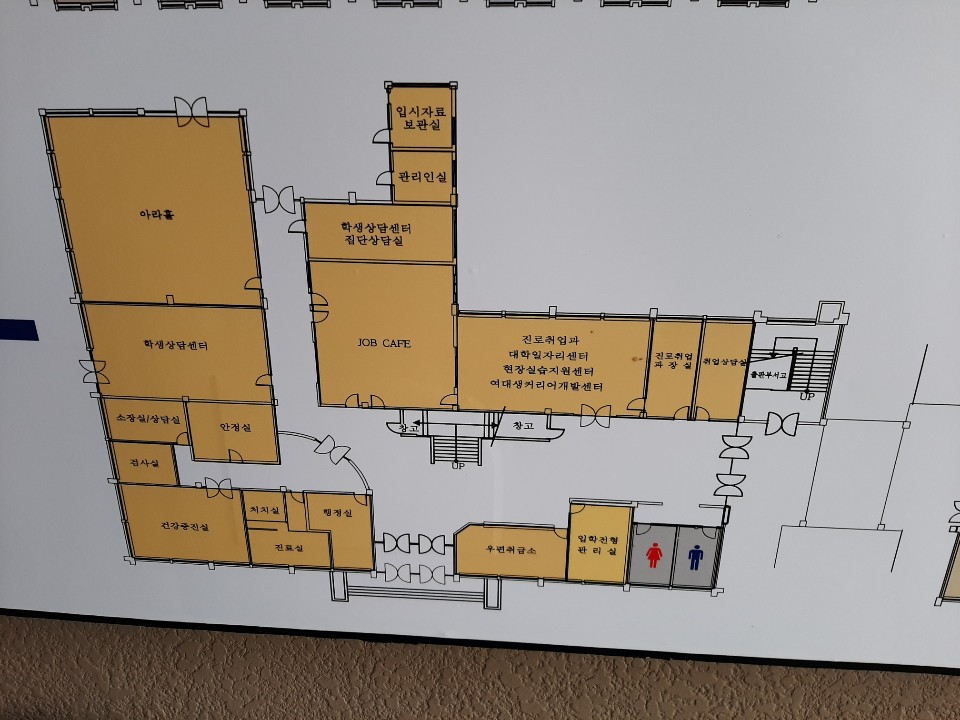 입시자료
보관실
관리인실
아라홀
학생상담센터
집단상담실
학생상담센터
JOB CAFE
진로취업과
대학일자리센터
현장실습지원센터
여대생커리어개발센터
진로취업
과 장 실
취업상담실
출판부서고
UP
소장실/상담실
안정실
창고
창고
UP
검사실
건강증진실
처치실
행정실
진료실
우편취급소
입학전형
관 리 실